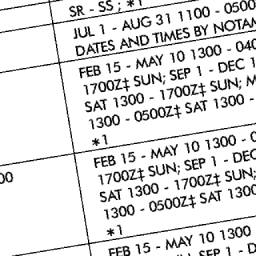 SR - SS ; *1
JUL 1 - AUG 31 1100 - 0500
DATES AND TIMES BY NOTAM
FEB 15 - MAY 10 1300 - 040
1700Z‡ SUN; SEP 1 - DEC 1
SAT 1300 - 1700Z‡ SUN; M
1300 - 0500Z‡ SAT 1300 -
*1
FEB 15 - MAY 10 1300 - 0
00
1700Z‡ SUN; SEP 1 - DEC
SAT 1300 - 1700Z‡ SUN;
1300 - 0500Z‡ SAT 1300
*1
FEB 15 - MAY 10 1300
SUN; SEP 1 - D